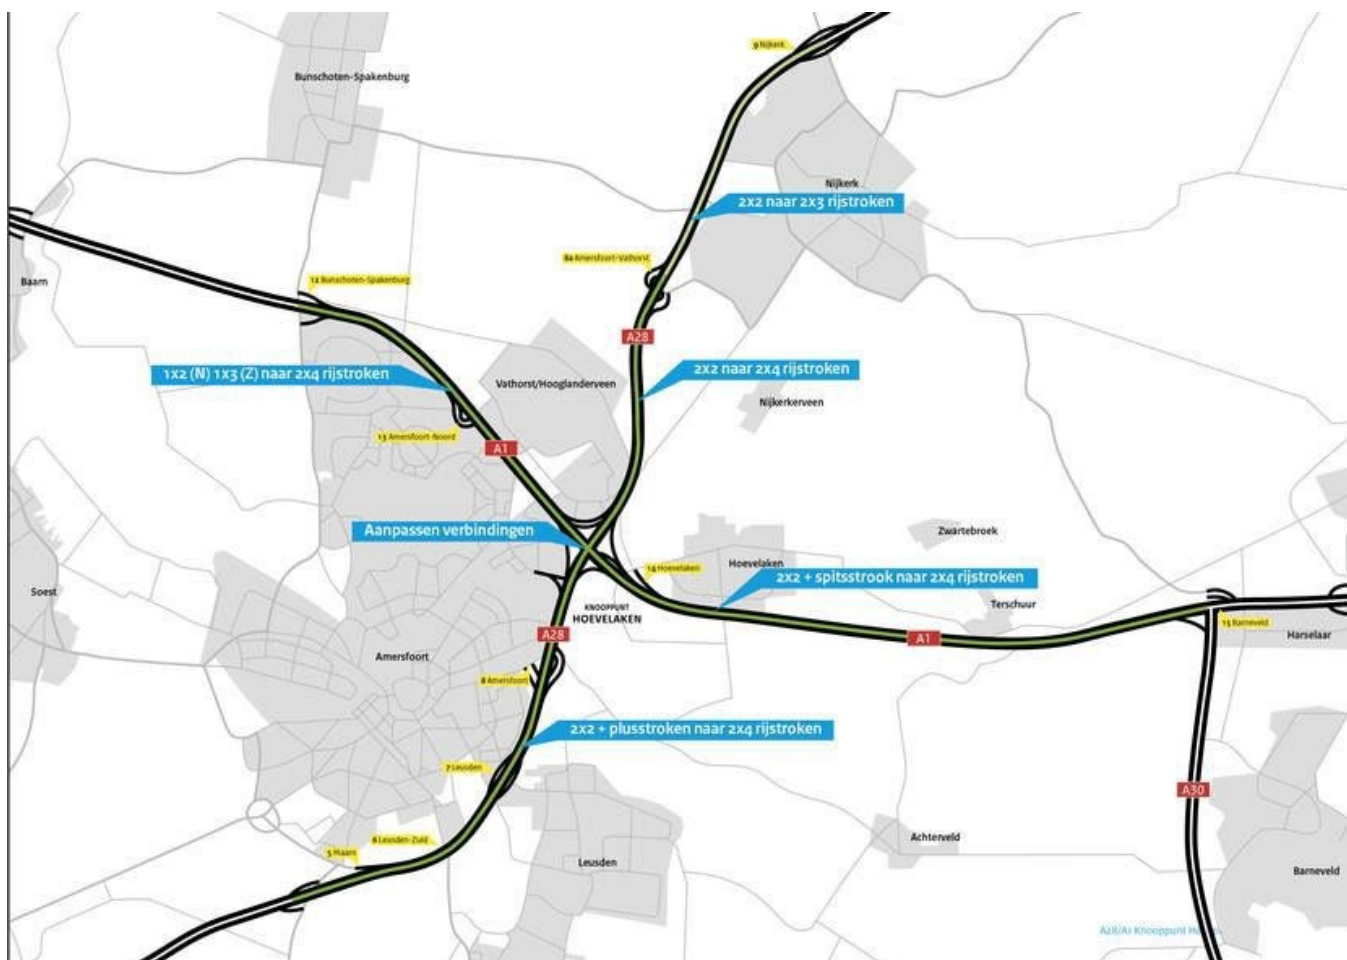 9 Nijkerk
Bunschoten-Spakenburg
Nijkerk
2x2 naar 2x3 rijstroken
8a Amersfoort-Vathorst
Baarn
12 Bunschoten-Spakenburg
A28
1x2 (N) 1x3 (Z) naar 2x4 rijstroken
2x2 naar 2x4 rijstroken
Vathorst/Hooglanderveen
Nijkerkerveen
13 Amersfoort-Noord
A1
Aanpassen verbindingen
Zwartebroek
Hoevelaken
14 Hoevelaken
2x2 + spitsstrook naar 2x4 rijstroken
Soest
Terschuur
KNOOPPUNT
HOEVELAKEN
15 Barneveld
A28
A1
Harselaar
Amersfoort
8 Amersfoort
2x2 + plusstroken naar 2x4 rijstroken
7 Leusden
A30
6 Leusden-Zuid
Achterveld
5 Maarn
Leusden
Barneveld
A28/A1 Knooppunt